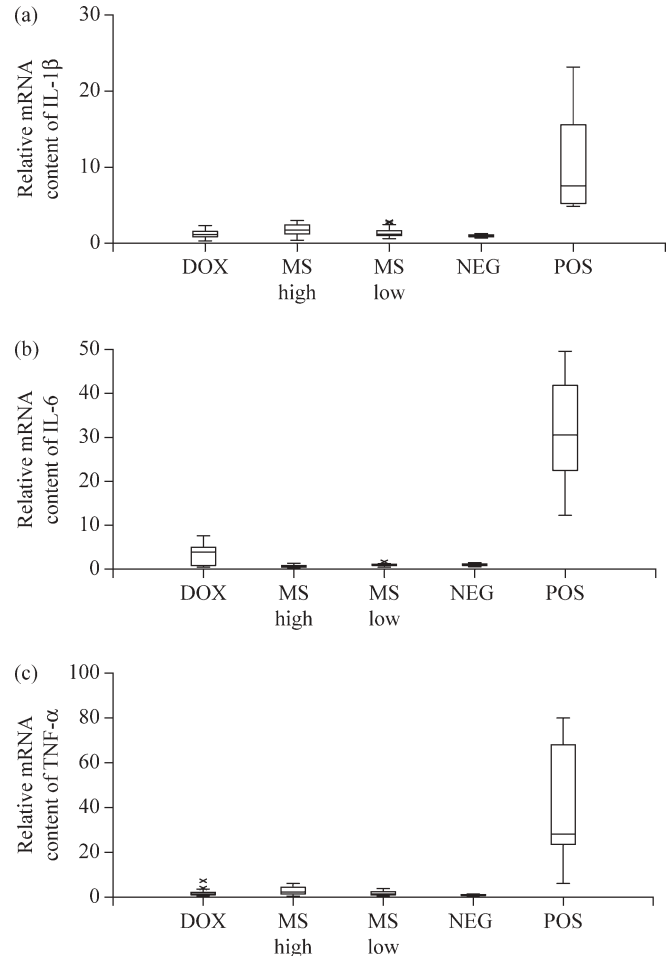 (a)
Relative mRNA
content of IL-1β
30
20
10
0
DOX MS NEG POS
high
MS
low
(b)
Relative mRNA
content of IL-6
50
40
30
20
10
0
DOX
MS
high
MS
low
NEG
POS
(c)
Relative mRNA
content of TNF-α
100
80
60
40
20
0
DOX
MS
high
MS
low
NEG
POS